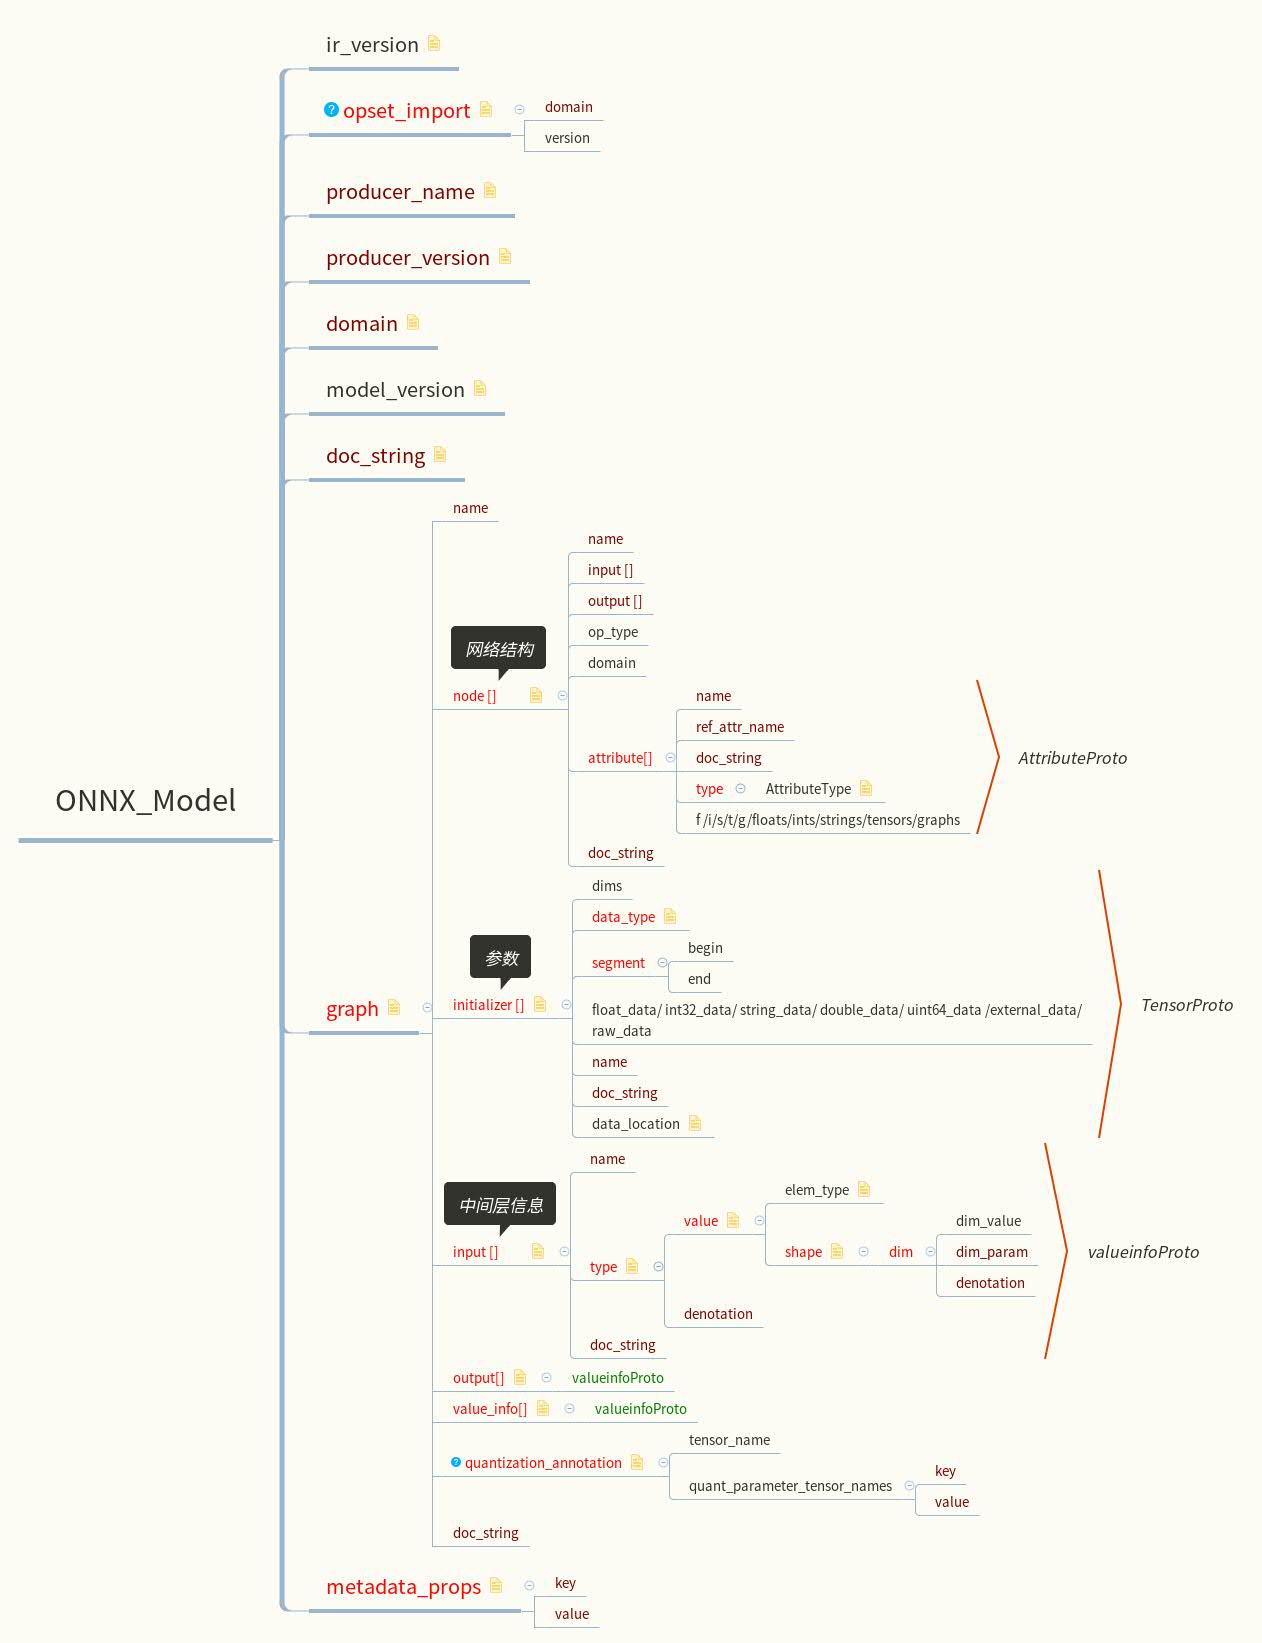 ir_version
opset_import
domain
version
producer_name
producer_version
domain
model_version
doc_string
ONNX_Model
graph
name
网络结构
node []
name
input []
output []
op_type
domain
attribute[]
name
ref_attr_name
doc_string
type
AttributeType
f /i/s/t/g/floats/ints/strings/tensors/graphs
AttributeProto
doc_string
参数
initializer []
dims
data_type
segment
begin
end
float_data/ int32_data/ string_data/ double_data/ uint64_data /external_data/
raw_data
name
doc_string
data_location
TensorProto
中间层信息
input []
name
type
value
elem_type
shape
dim
dim_value
dim_param
denotation
denotation
doc_string
valueinfoProto
output[]
valueinfoProto
value_info[]
valueinfoProto
quantization_annotation
tensor_name
quant_parameter_tensor_names
key
value
doc_string
metadata_props
key
value